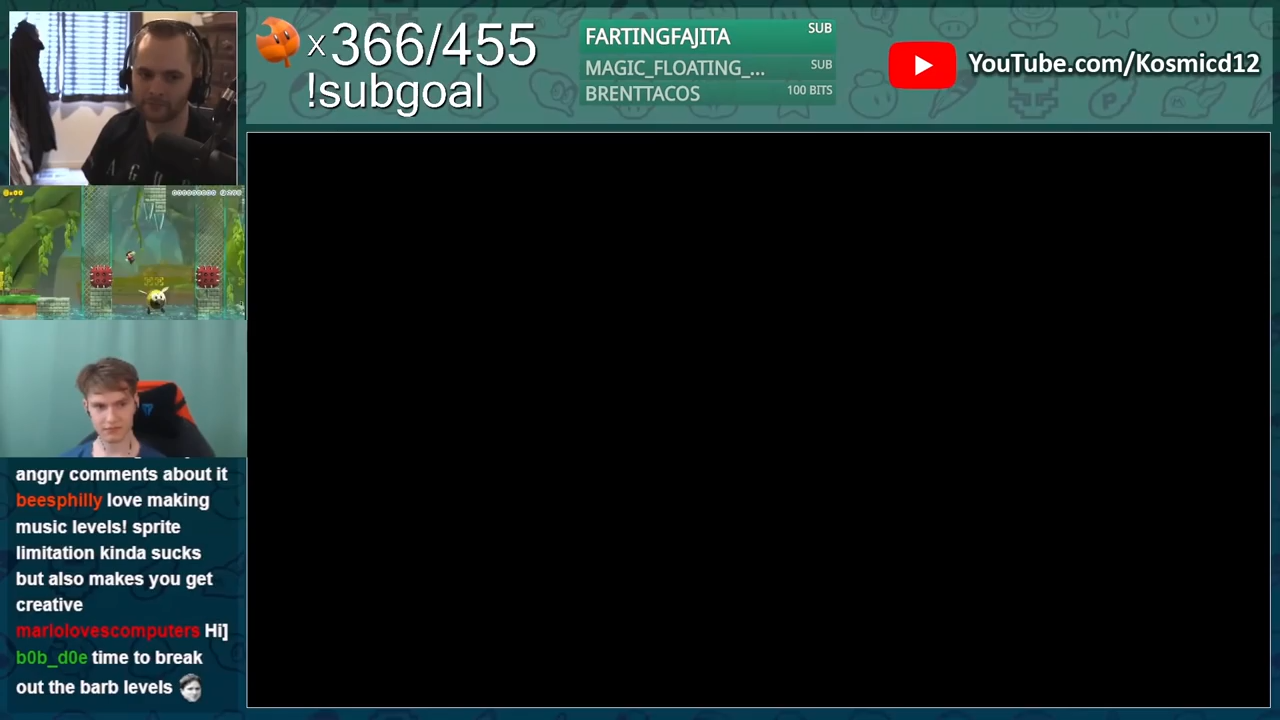 x366/455
!subgoal
FARTINGFAJITA SUB
MAGIC_FLOATING_... SUB
BRENTTACOS 100 BITS
YouTube.com/Kosmicd12
angry comments about it
beesphilly love making
music levels! sprite
limitation kinda sucks
but also makes you get
creative
mariolovescomputers Hi]
b0b_d0e time to break
out the barb levels